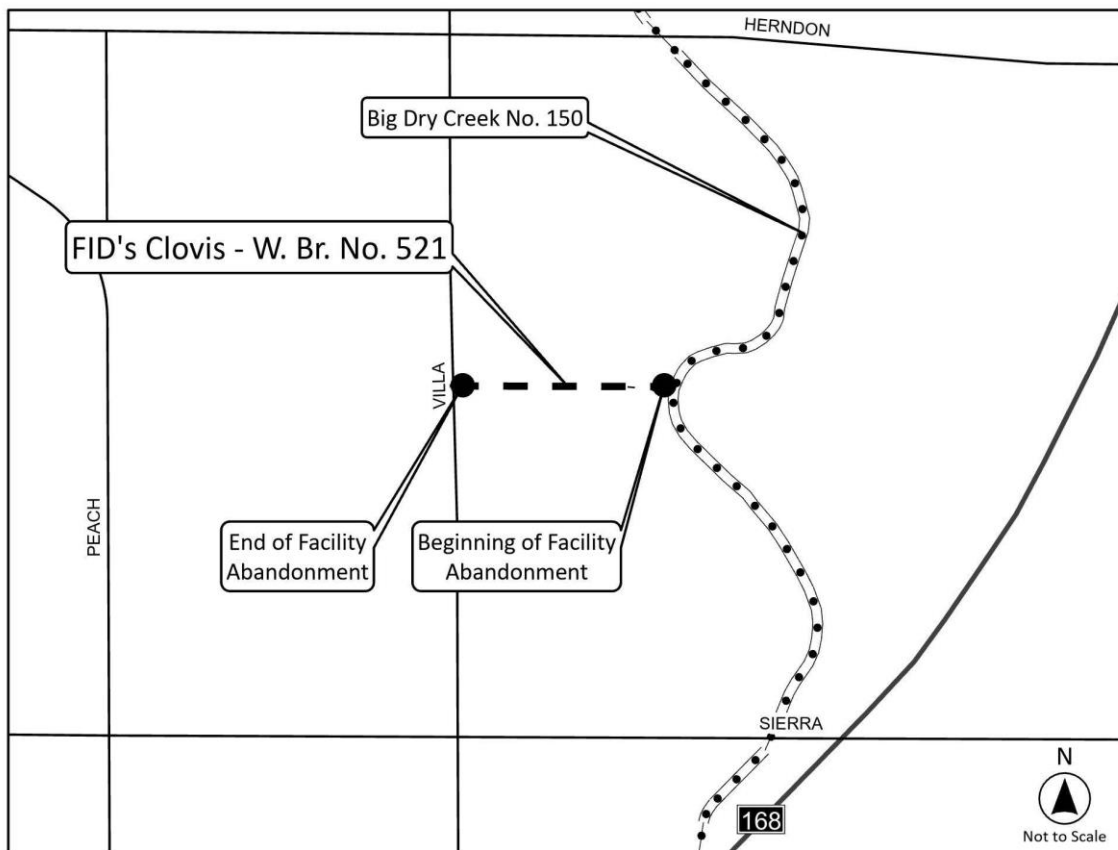 HERNDON
Big Dry Creek No. 150
FID's Clovis - W. Br. No. 521
VILLA
PEACH
End of Facility
Abandonment
Beginning of Facility
Abandonment
SIERRA
168
N
Not to Scale